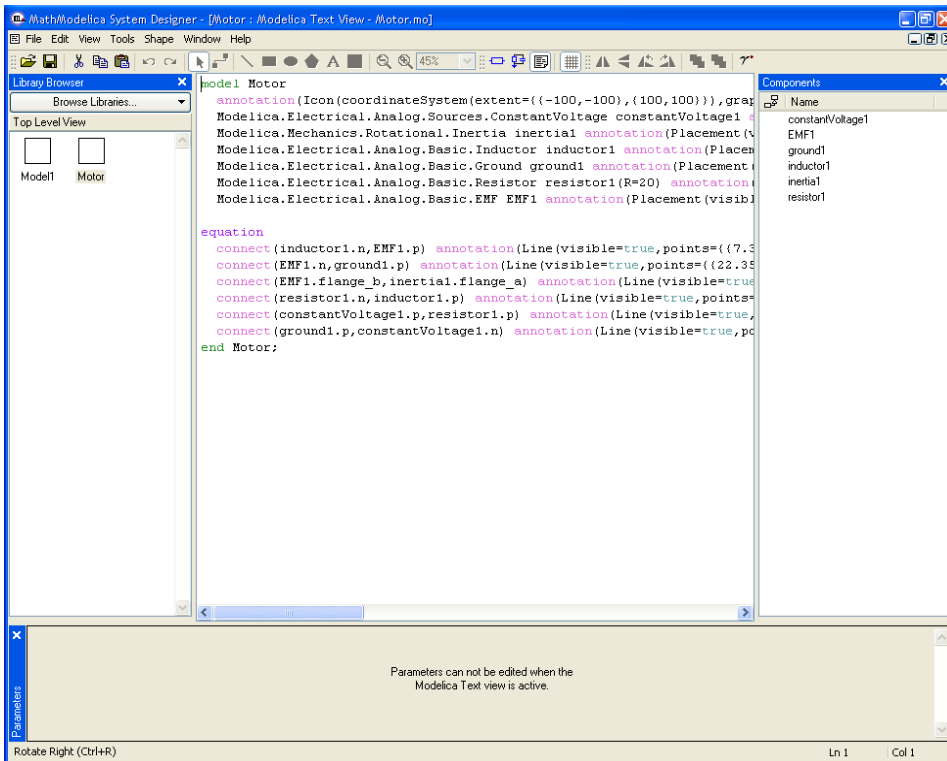 MathModelica System Designer - [Motor : Modelica Text View - Motor.mo]
File Edit View Tools Shape Window Help
45%
Library Browser
Browse Libraries...
Top Level View
Model1 Motor
model Motor
annotation(Icon(coordinateSystem(extent={{-100,-100},{100,100}}),grap
Modelica.Electrical.Analog.Sources.ConstantVoltage constantVoltage1 a
Modelica.Mechanics.Rotational.Inertia inertia1 annotation(Placement(v
Modelica.Electrical.Analog.Basic.Inductor inductor1 annotation(Placem
Modelica.Electrical.Analog.Basic.Ground ground1 annotation(Placement(
Modelica.Electrical.Analog.Basic.Resistor resistor1(R=20) annotation(
Modelica.Electrical.Analog.Basic.EMF EMF1 annotation(Placement(visibl
equation
connect(inductor1.n,EMF1.p) annotation(Line(visible=true,points={{7.3
connect(EMF1.n,ground1.p) annotation(Line(visible=true,points={{22.35
connect(EMF1.flange_b,inertia1.flange_a) annotation(Line(visible=true
connect(resistor1.n,inductor1.p) annotation(Line(visible=true,points=
connect(constantVoltage1.p,resistor1.p) annotation(Line(visible=true,
connect(ground1.p,constantVoltage1.n) annotation(Line(visible=true,po
end Motor;
Components
Name
constantVoltage1
EMF1
ground1
inductor1
inertia1
resistor1
Parameters
Parameters can not be edited when the
Modelica Text view is active.
Rotate Right (Ctrl+R)
Ln 1 Col 1